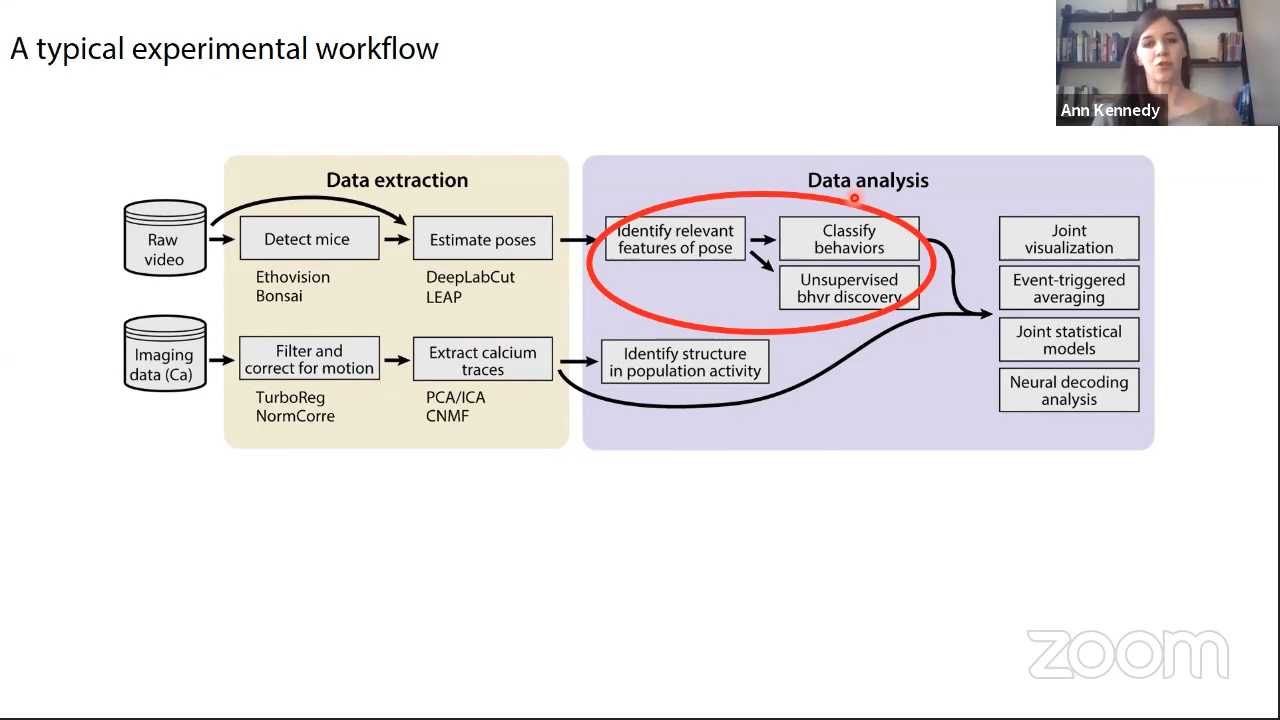 A typical experimental workflow
Ann Kennedy
Data extraction
Data analysis
Raw
video
Detect mice
Estimate poses
Identify relevant
features of pose
Classify
behaviors
Joint
visualization
Ethovision
Bonsai
DeepLabCut
LEAP
Unsupervised
bhvr discovery
Event-triggered
averaging
Imaging
data (Ca)
Filter and
correct for motion
Extract calcium
traces
Identify structure
in population activity
Joint statistical
models
Neural decoding
analysis
TurboReg
NormCorre
PCA/ICA
CNMF
zoom